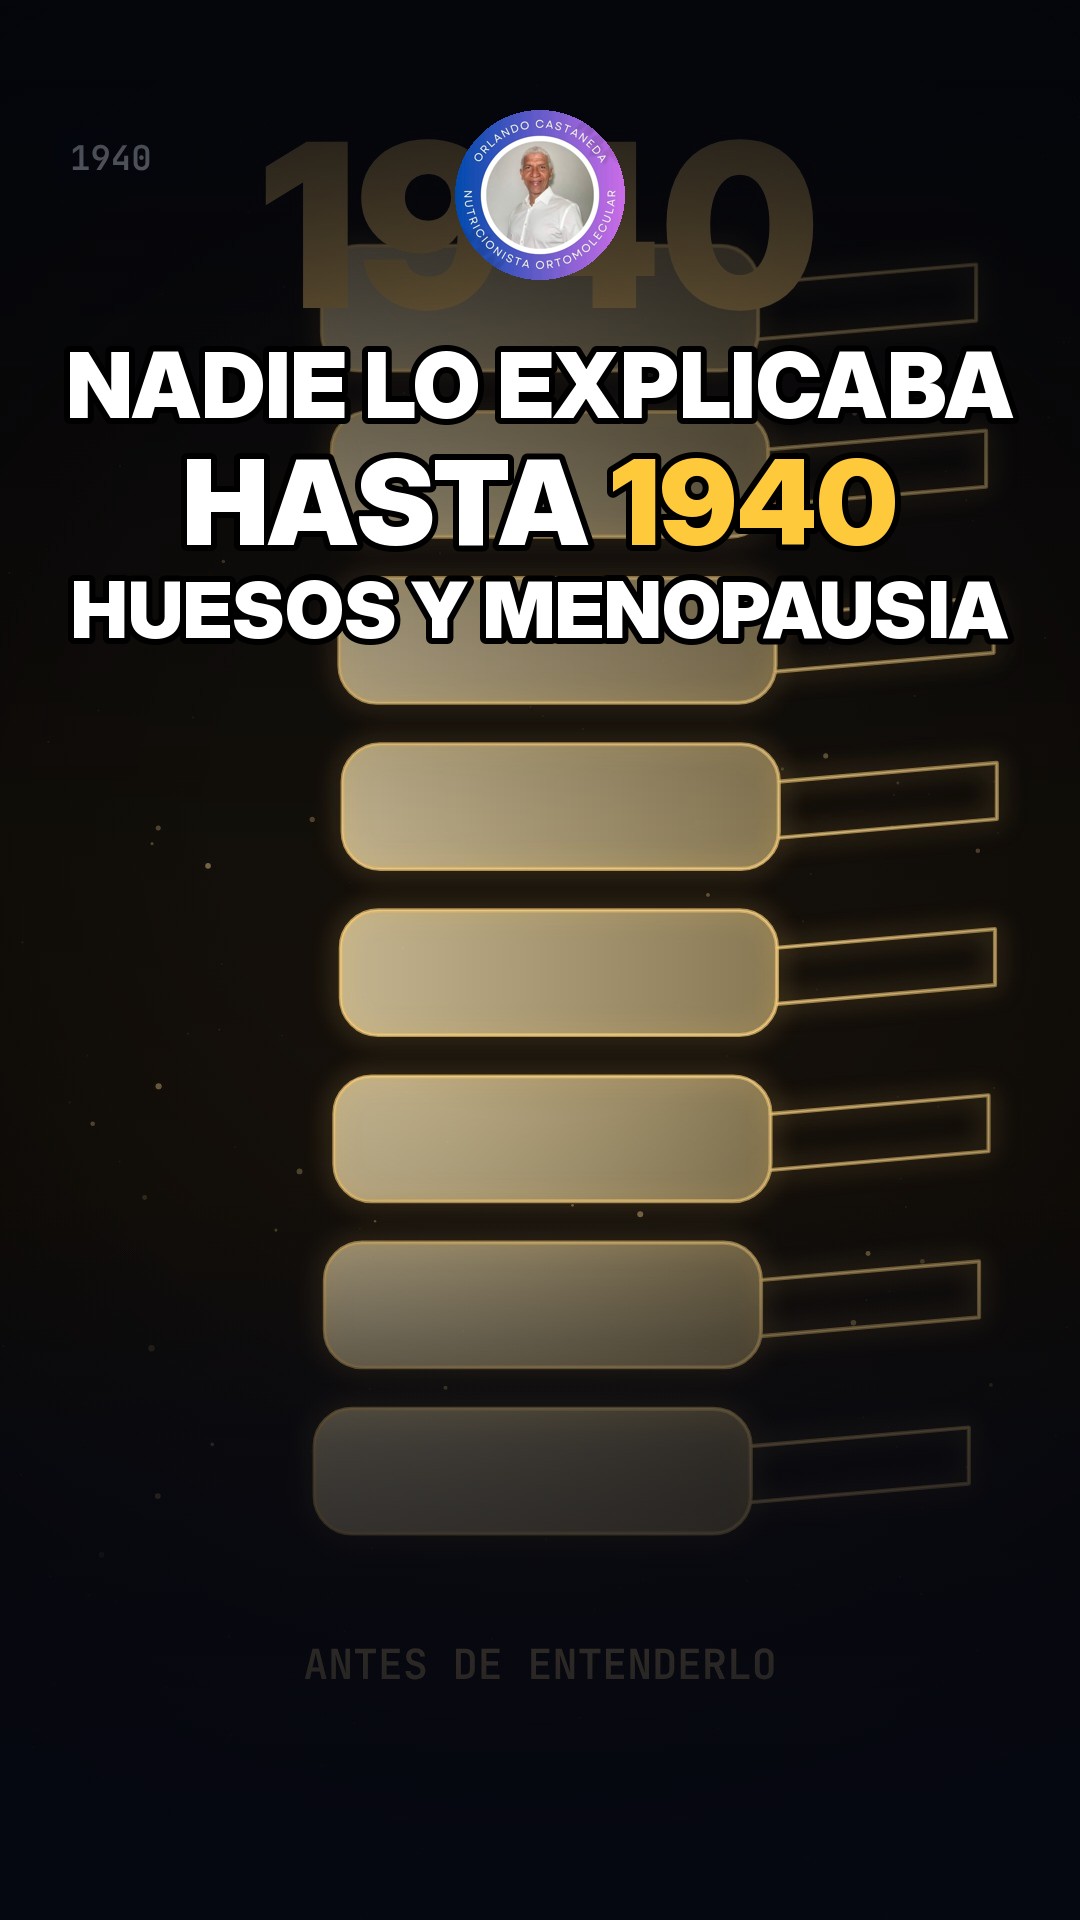 1940
1940
ORLANDO CASTANEDA
NUTRICIONISTA ORTOMOLECULAR
NADIE LO EXPLICABA
HASTA 1940
HUESOS Y MENOPAUSIA
ANTES DE ENTENDERLO